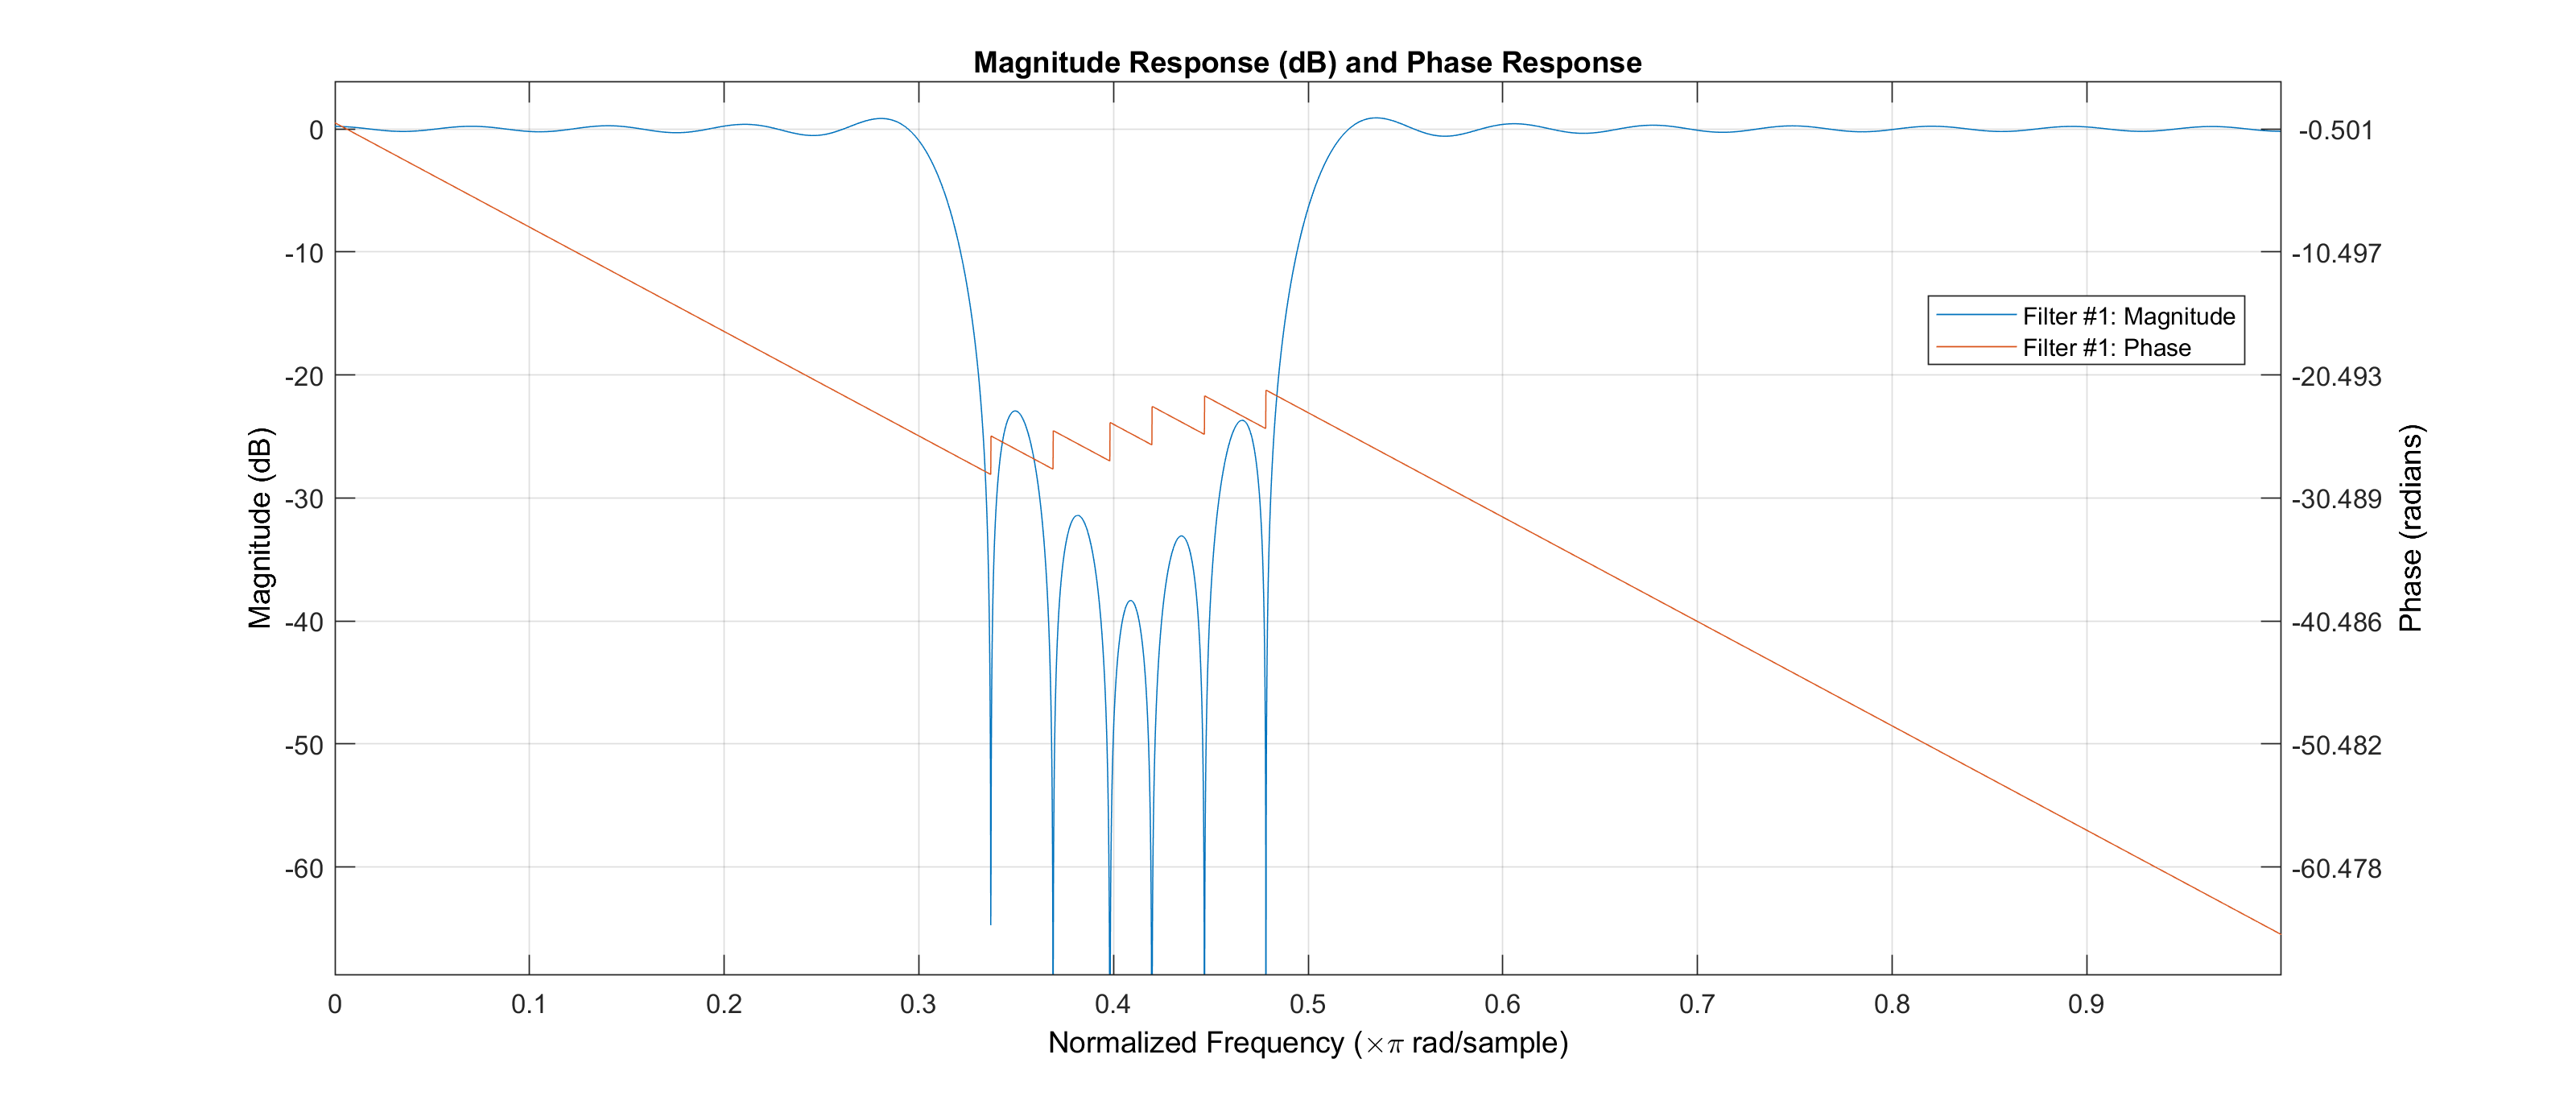 Magnitude Response (dB) and Phase Response
0
-10
-20
-30
-40
-50
-60
Magnitude (dB)
-0.501
-10.497
-20.493
-30.489
-40.486
-50.482
-60.478
Phase (radians)
Filter #1: Magnitude
Filter #1: Phase
0 0.1 0.2 0.3 0.4 0.5 0.6 0.7 0.8 0.9
Normalized Frequency (×π rad/sample)